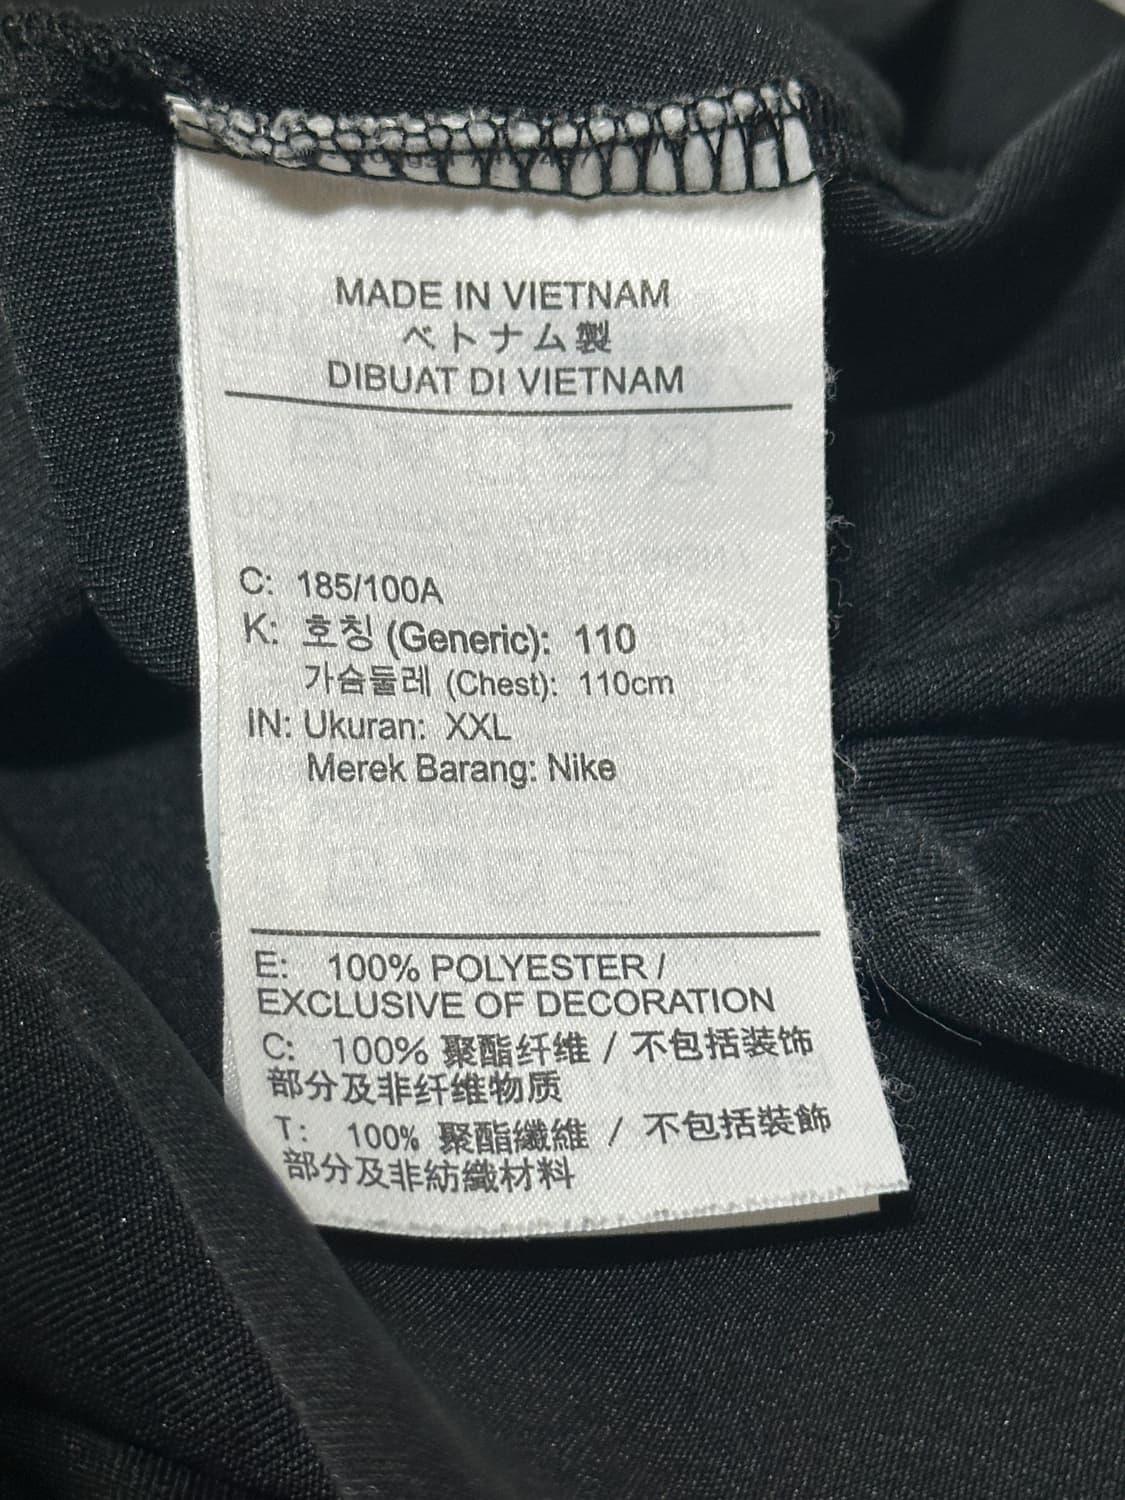 MADE IN VIETNAM
ベトナム製
DIBUAT DI VIETNAM
C: 185/100A
K: 호칭 (Generic): 110
가슴둘레 (Chest): 110cm
IN: Ukuran: XXL
Merek Barang: Nike
E: 100% POLYESTER /
EXCLUSIVE OF DECORATION
C: 100% 聚酯纤维 / 不包括装饰
部分及非纤维物质
T: 100% 聚酯纖維 / 不包括裝飾
部分及非紡織材料